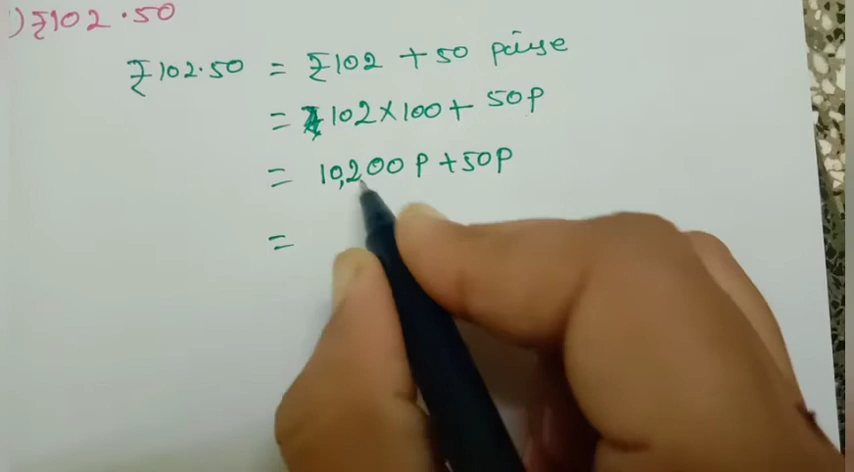 ) ₹102.50
₹102.50 = ₹102 + 50 paise
= 102×100 + 50P
= 10,200 P + 50P
=